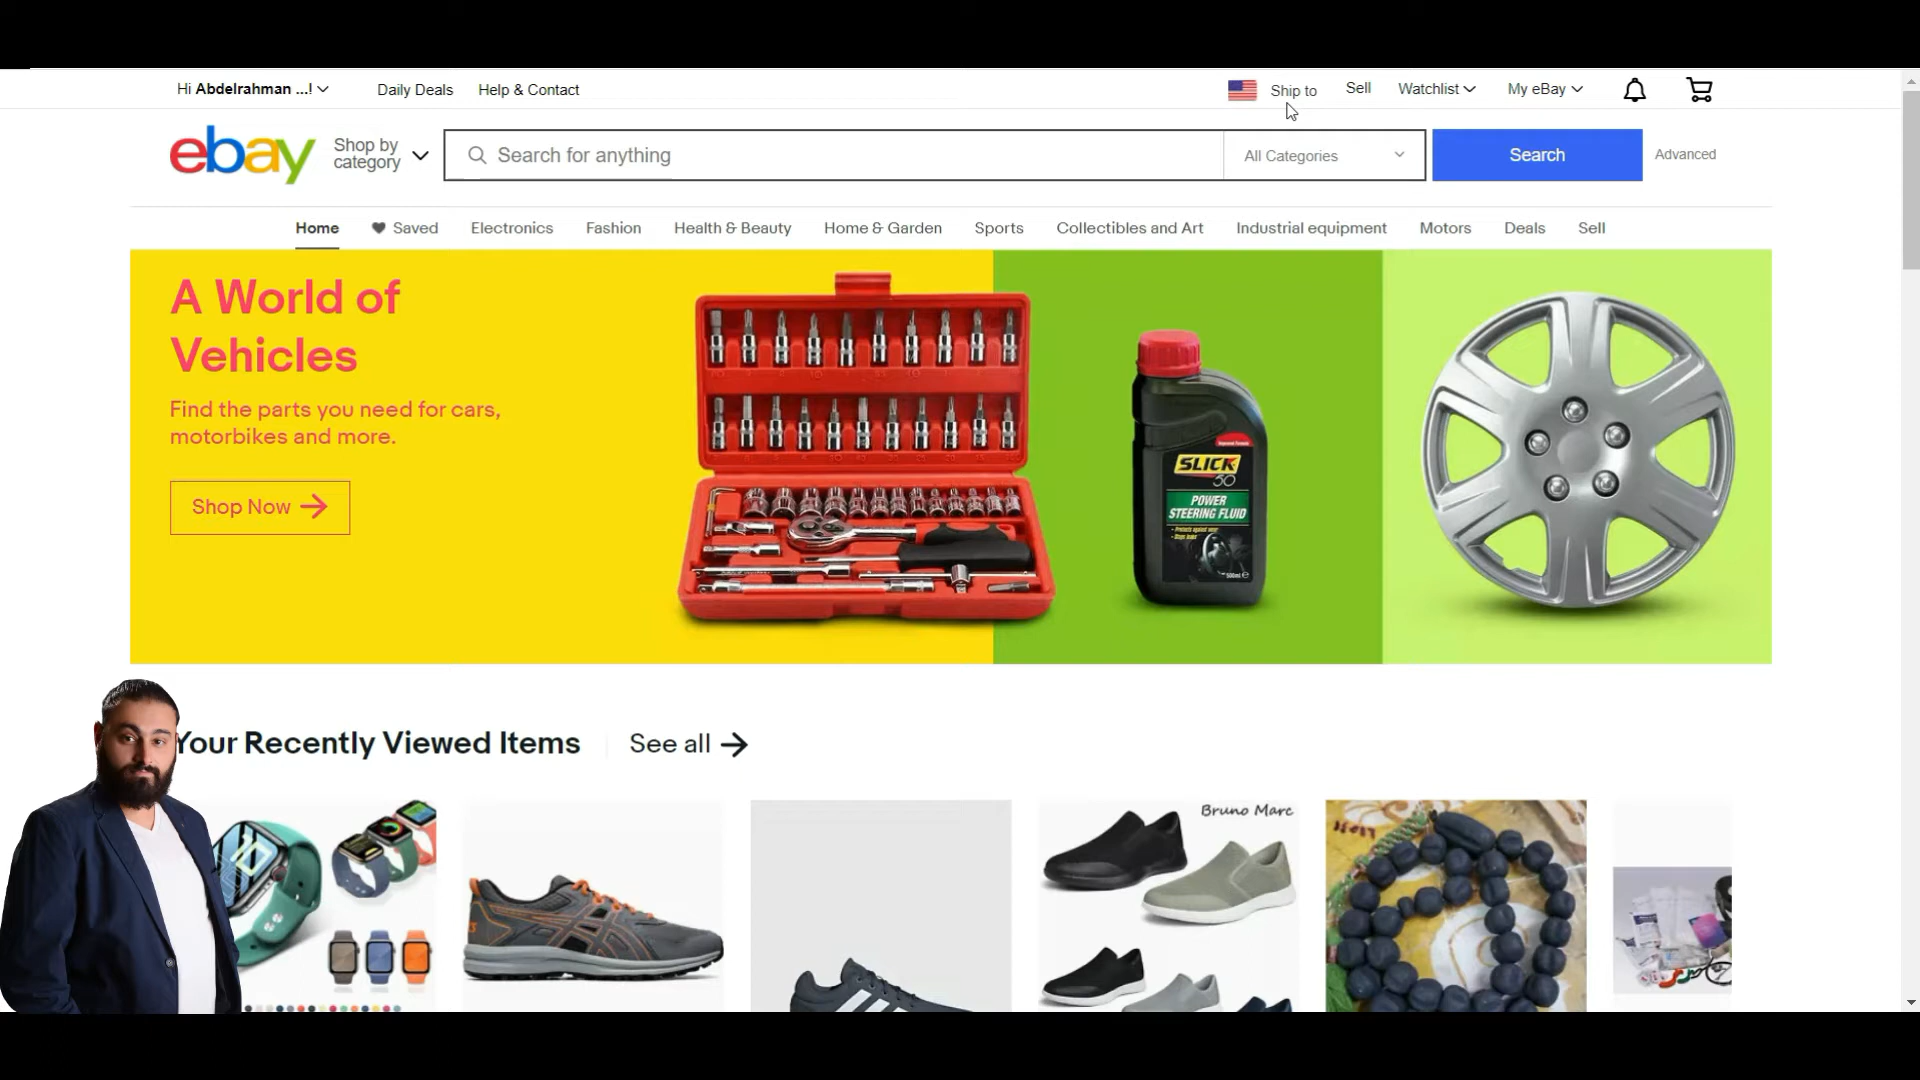 Hi Abdelrahman ...!
Daily Deals
Help & Contact
Ship to
Sell
Watchlist
My eBay
ebay
Shop by
category
Search for anything
All Categories
Search
Advanced
Home
Saved
Electronics
Fashion
Health & Beauty
Home & Garden
Sports
Collectibles and Art
Industrial equipment
Motors
Deals
Sell
A World of
Vehicles
Find the parts you need for cars,
motorbikes and more.
Shop Now
SLICK
50
POWER
STEERING FLUID
500ml e
Your Recently Viewed Items
See all
10
Bruno Marc